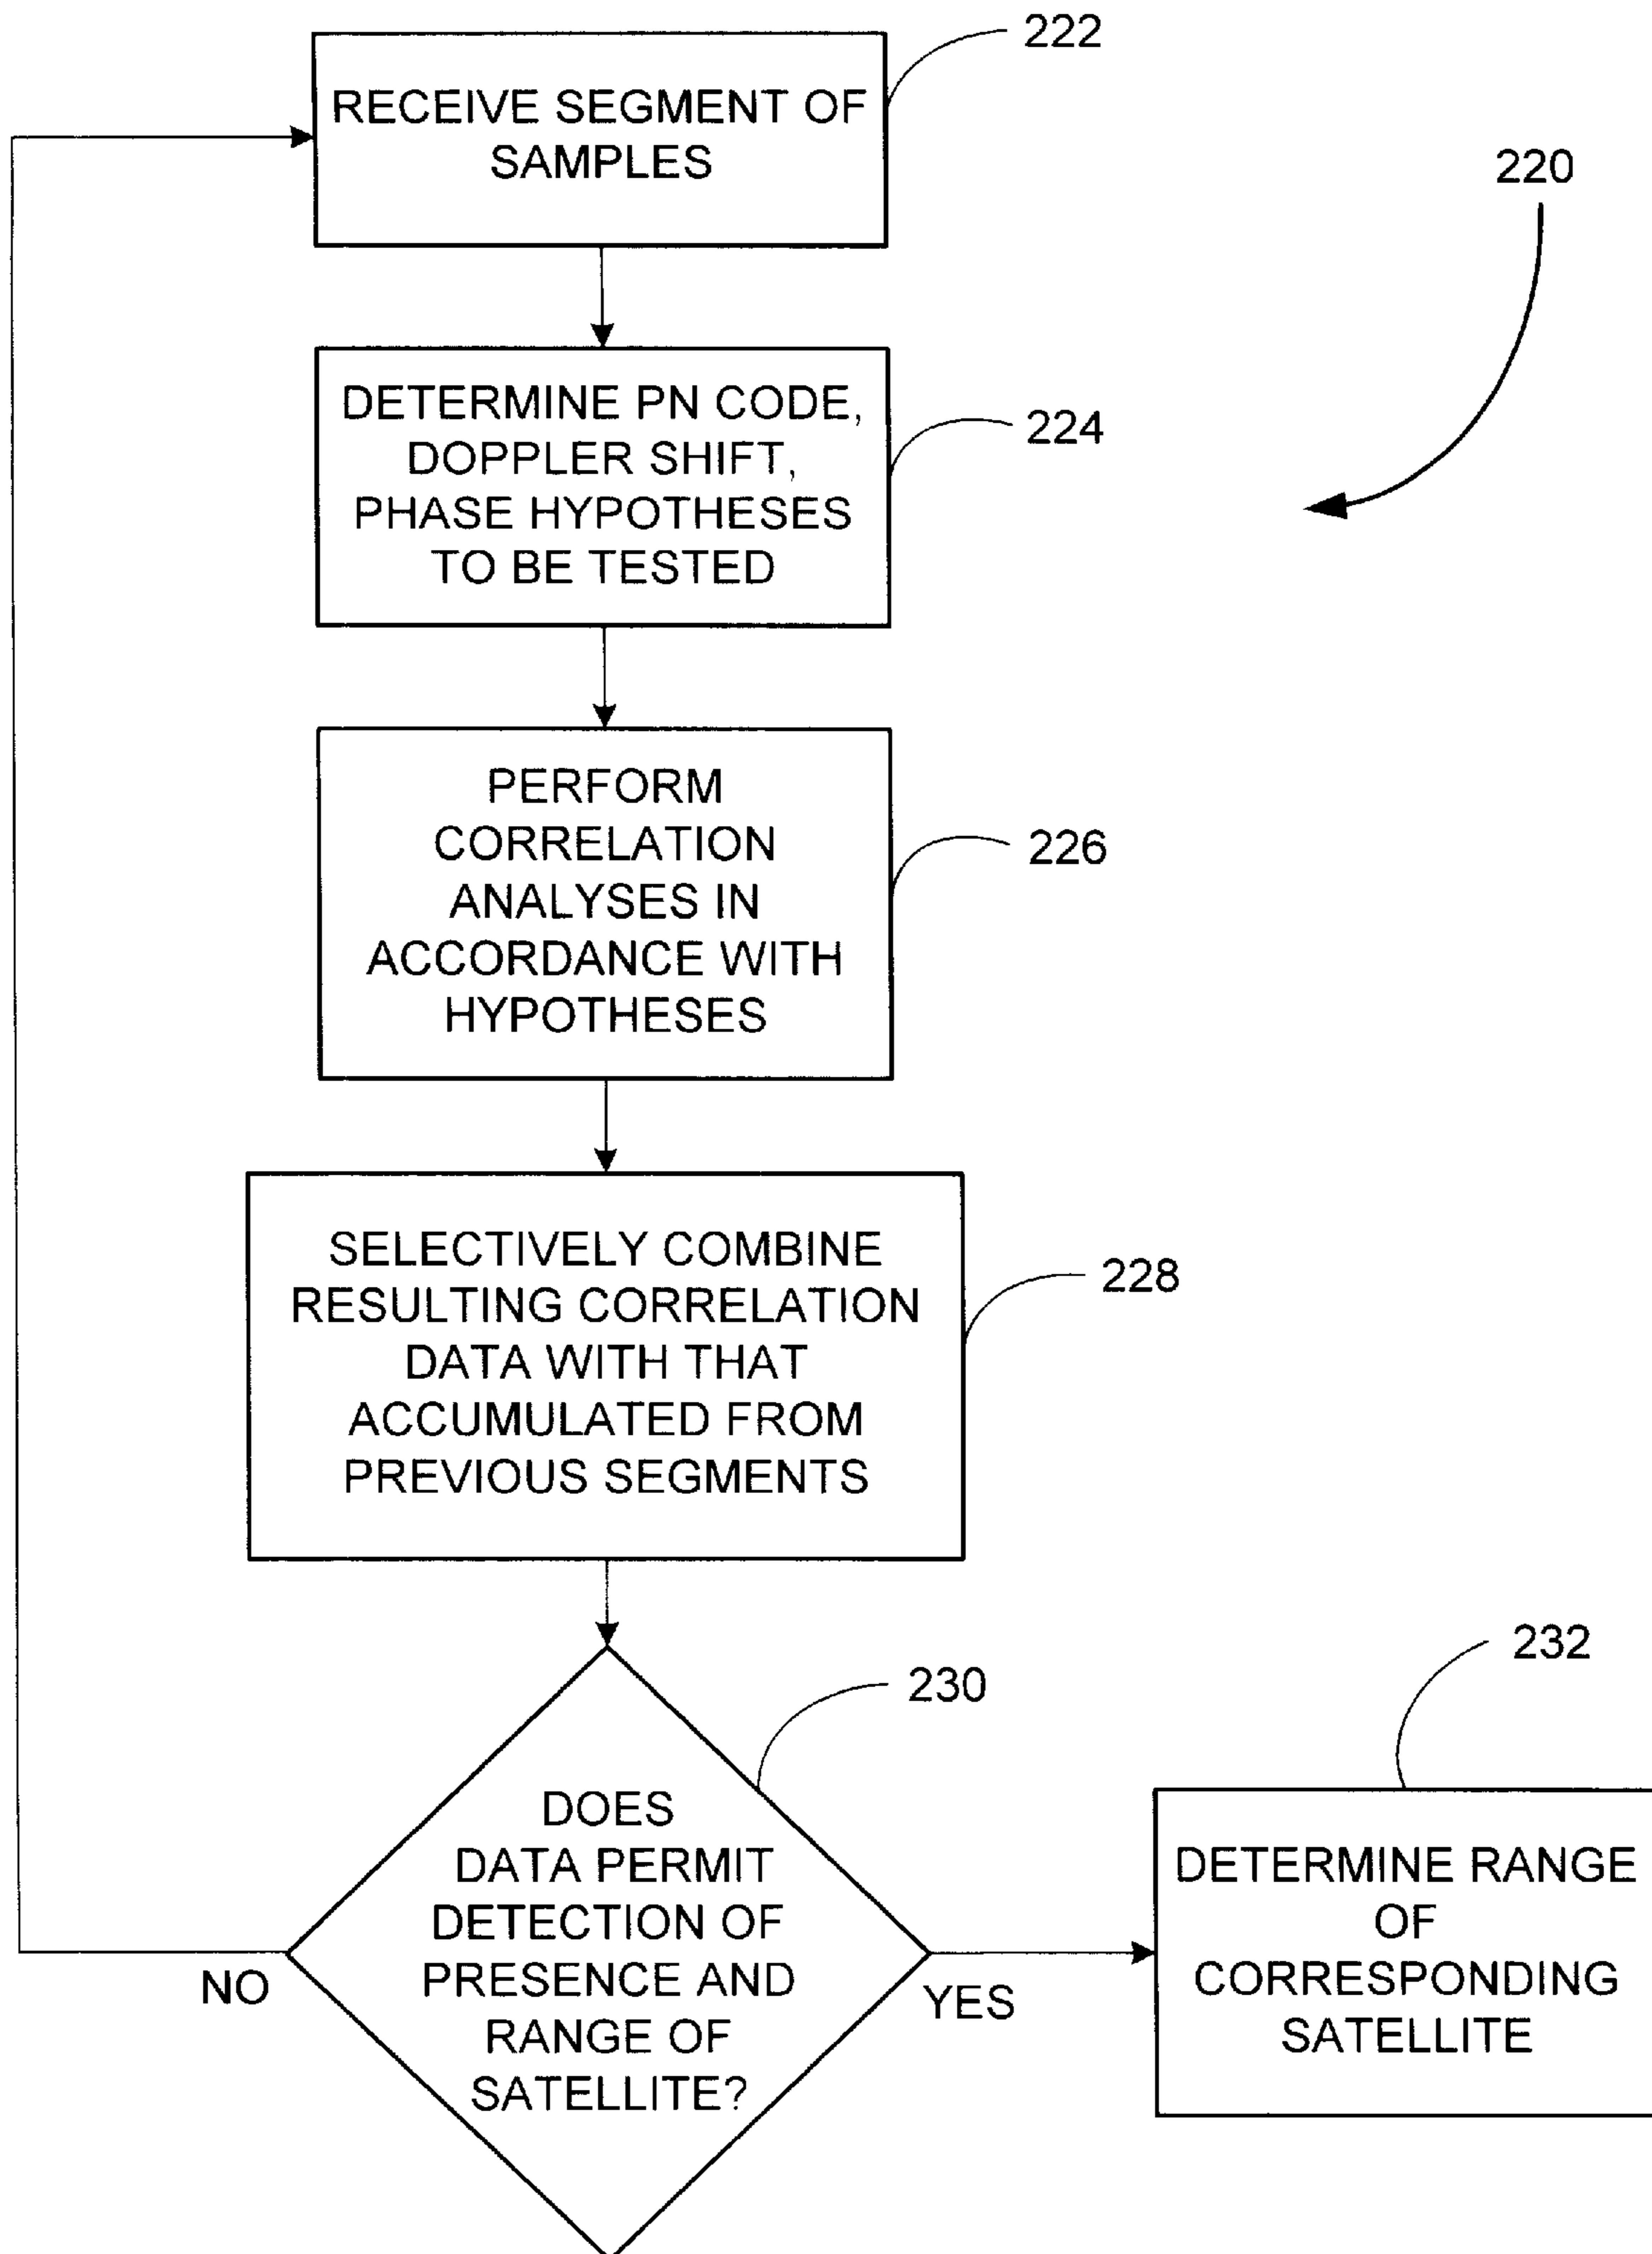 222
RECEIVE SEGMENT OF
SAMPLES
220
DETERMINE PN CODE,
DOPPLER SHIFT,
PHASE HYPOTHESES
TO BE TESTED
224
PERFORM
CORRELATION
ANALYSES IN
ACCORDANCE WITH
HYPOTHESES
226
SELECTIVELY COMBINE
RESULTING CORRELATION
DATA WITH THAT
ACCUMULATED FROM
PREVIOUS SEGMENTS
228
230
DOES
DATA PERMIT
DETECTION OF
PRESENCE AND
RANGE OF
SATELLITE?
NO
YES
232
DETERMINE RANGE
OF
CORRESPONDING
SATELLITE